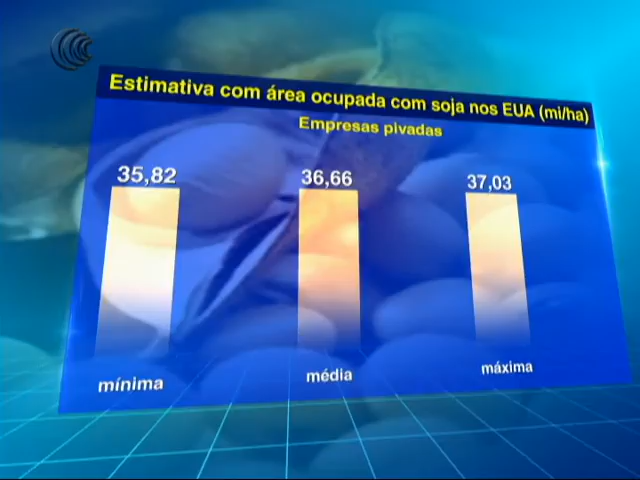 Estimativa com área ocupada com soja nos EUA (mi/ha)
Empresas pivadas
35,82
36,66
37,03
mínima
média
máxima